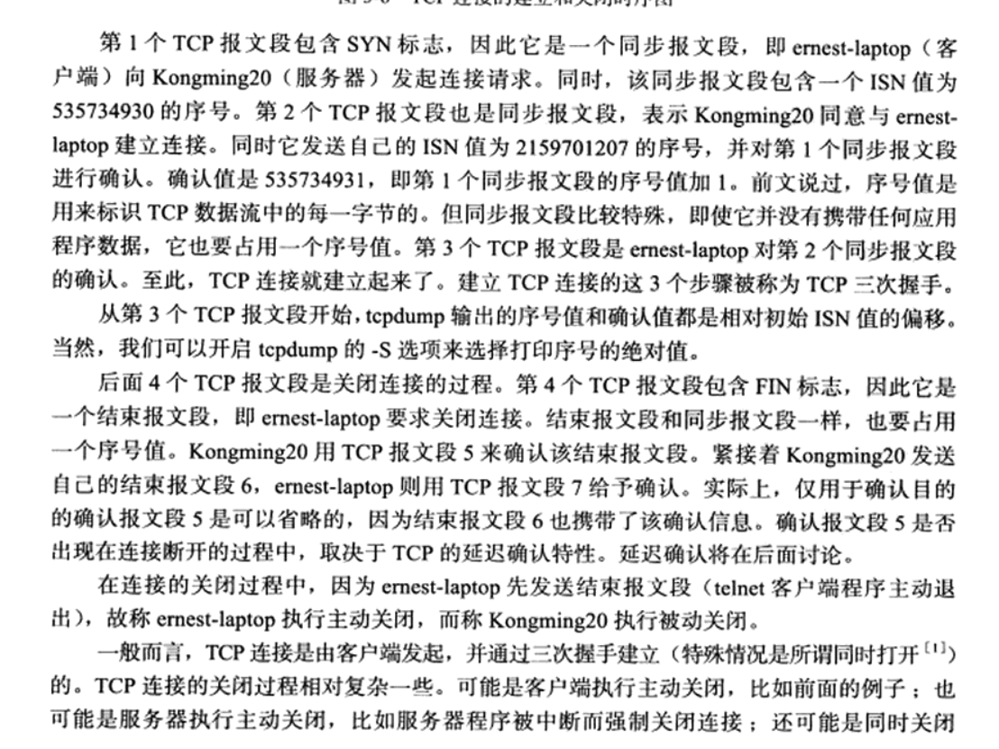 图 3-6 TCP 连接的建立和关闭时序图
第 1 个 TCP 报文段包含 SYN 标志，因此它是一个同步报文段，即 ernest-laptop（客
户端）向 Kongming20（服务器）发起连接请求。同时，该同步报文段包含一个 ISN 值为
535734930 的序号。第 2 个 TCP 报文段也是同步报文段，表示 Kongming20 同意与 ernest-
laptop 建立连接。同时它发送自己的 ISN 值为 2159701207 的序号，并对第 1 个同步报文段
进行确认。确认值是 535734931，即第 1 个同步报文段的序号值加 1。前文说过，序号值是
用来标识 TCP 数据流中的每一字节的。但同步报文段比较特殊，即使它并没有携带任何应用
程序数据，它也要占用一个序号值。第 3 个 TCP 报文段是 ernest-laptop 对第 2 个同步报文段
的确认。至此，TCP 连接就建立起来了。建立 TCP 连接的这 3 个步骤被称为 TCP 三次握手。
从第 3 个 TCP 报文段开始，tcpdump 输出的序号值和确认值都是相对初始 ISN 值的偏移。
当然，我们可以开启 tcpdump 的 -S 选项来选择打印序号的绝对值。
后面 4 个 TCP 报文段是关闭连接的过程。第 4 个 TCP 报文段包含 FIN 标志，因此它是
一个结束报文段，即 ernest-laptop 要求关闭连接。结束报文段和同步报文段一样，也要占用
一个序号值。Kongming20 用 TCP 报文段 5 来确认该结束报文段。紧接着 Kongming20 发送
自己的结束报文段 6，ernest-laptop 则用 TCP 报文段 7 给予确认。实际上，仅用于确认目的
的确认报文段 5 是可以省略的，因为结束报文段 6 也携带了该确认信息。确认报文段 5 是否
出现在连接断开的过程中，取决于 TCP 的延迟确认特性。延迟确认将在后面讨论。
在连接的关闭过程中，因为 ernest-laptop 先发送结束报文段（telnet 客户端程序主动退
出），故称 ernest-laptop 执行主动关闭，而称 Kongming20 执行被动关闭。
一般而言，TCP 连接是由客户端发起，并通过三次握手建立（特殊情况是所谓同时打开[1]）
的。TCP 连接的关闭过程相对复杂一些。可能是客户端执行主动关闭，比如前面的例子；也
可能是服务器执行主动关闭，比如服务器程序被中断而强制关闭连接；还可能是同时关闭